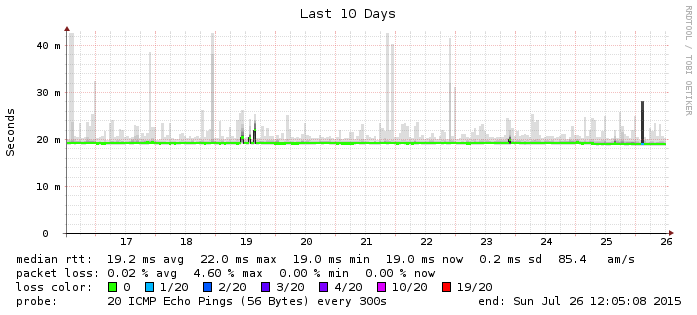 Last 10 Days
RRDTOOL / TOBI OETIKER
Seconds
40 m
30 m
20 m
10 m
0
17 18 19 20 21 22 23 24 25 26
median rtt: 19.2 ms avg 22.0 ms max 19.0 ms min 19.0 ms now 0.2 ms sd 85.4 am/s
packet loss: 0.02 % avg 4.60 % max 0.00 % min 0.00 % now
loss color: 0 1/20 2/20 3/20 4/20 10/20 19/20
probe: 20 ICMP Echo Pings (56 Bytes) every 300s end: Sun Jul 26 12:05:08 2015